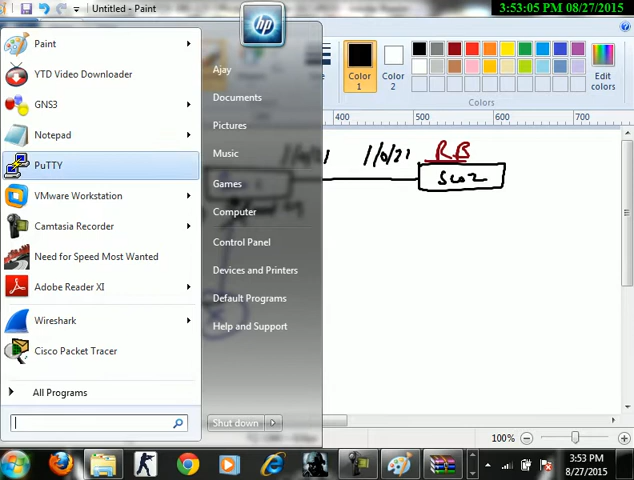 Untitled - Paint
3:53:05 PM 08/27/2015
hp
Paint
YTD Video Downloader
GNS3
Notepad
PuTTY
VMware Workstation
Camtasia Recorder
Need for Speed Most Wanted
Adobe Reader XI
Wireshark
Cisco Packet Tracer
All Programs
Ajay
Documents
Pictures
Music
Games
Computer
Control Panel
Devices and Printers
Default Programs
Help and Support
Shut down
Color
1
Color
2
Edit
colors
Colors
400
500
600
700
1/0/21
RB
SW2
100%
3:53 PM
8/27/2015